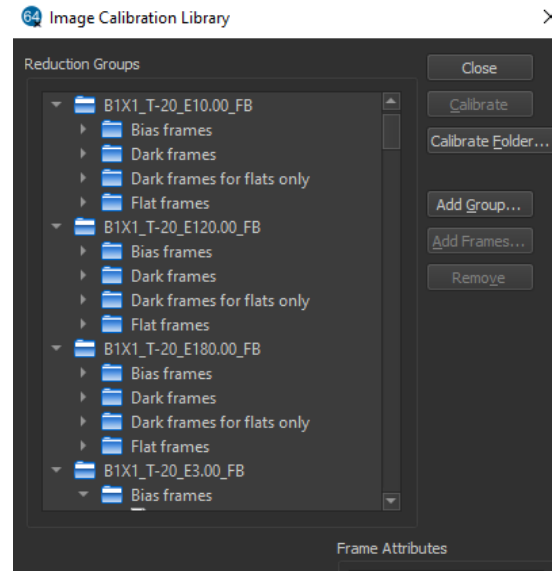 64 Image Calibration Library
Reduction Groups
B1X1_T-20_E10.00_FB
Bias frames
Dark frames
Dark frames for flats only
Flat frames
B1X1_T-20_E120.00_FB
Bias frames
Dark frames
Dark frames for flats only
Flat frames
B1X1_T-20_E180.00_FB
Bias frames
Dark frames
Dark frames for flats only
Flat frames
B1X1_T-20_E3.00_FB
Bias frames
Close
Calibrate
Calibrate Folder...
Add Group...
Add Frames...
Remove
Frame Attributes